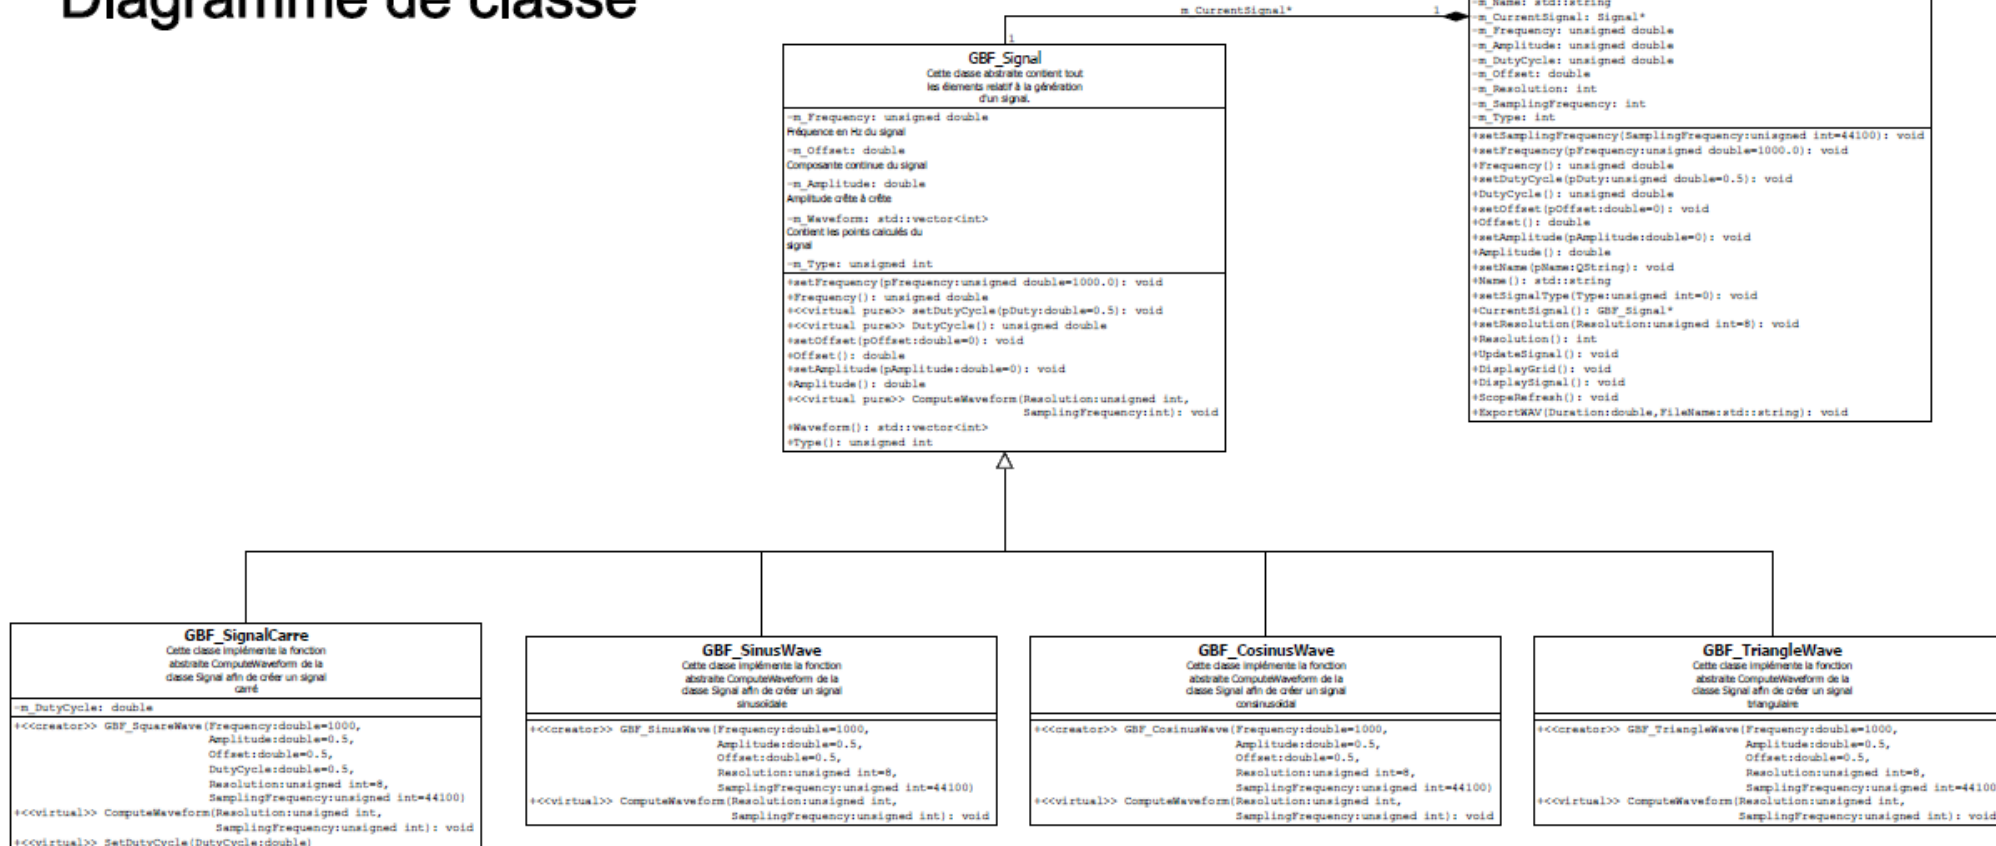 Diagramme de classe
m_CurrentSignal*
1
1
GBF_Signal
Cette classe abstraite contient tout
les élements relatif à la génération
d'un signal.
-m_Frequency: unsigned double
Fréquence en Hz du signal
-m_Offset: double
Composante continue du signal
-m_Amplitude: double
Amplitude crête à crête
-m_Waveform: std::vector<int>
Contient les points calculés du
signal
-m_Type: unsigned int
+setFrequency(pFrequency:unsigned double=1000.0): void
+Frequency(): unsigned double
+<<virtual pure>> setDutyCycle(pDuty:double=0.5): void
+<<virtual pure>> DutyCycle(): unsigned double
+setOffset(pOffset:double=0): void
+Offset(): double
+setAmplitude(pAmplitude:double=0): void
+Amplitude(): double
+<<virtual pure>> ComputeWaveform(Resolution:unsigned int,
SamplingFrequency:int): void
+Waveform(): std::vector<int>
+Type(): unsigned int
-m_Name: std::string
-m_CurrentSignal: Signal*
-m_Frequency: unsigned double
-m_Amplitude: unsigned double
-m_DutyCycle: unsigned double
-m_Offset: double
-m_Resolution: int
-m_SamplingFrequency: int
-m_Type: int
+setSamplingFrequency(SamplingFrequency:unisgned int=44100): void
+setFrequency(pFrequency:unsigned double=1000.0): void
+Frequency(): unsigned double
+setDutyCycle(pDuty:unsigned double=0.5): void
+DutyCycle(): unsigned double
+setOffset(pOffset:double=0): void
+Offset(): double
+setAmplitude(pAmplitude:double=0): void
+Amplitude(): double
+setName(pName:QString): void
+Name(): std::string
+setSignalType(Type:unsigned int=0): void
+CurrentSignal(): GBF_Signal*
+setResolution(Resolution:unsigned int=8): void
+Resolution(): int
+UpdateSignal(): void
+DisplayGrid(): void
+DisplaySignal(): void
+ScopeRefresh(): void
+ExportWAV(Duration:double,FileName:std::string): void
GBF_SignalCarre
Cette classe implémente la fonction
abstraite ComputeWaveform de la
classe Signal afin de créer un signal
carré
-m_DutyCycle: double
+<<creator>> GBF_SquareWave(Frequency:double=1000,
Amplitude:double=0.5,
Offset:double=0.5,
DutyCycle:double=0.5,
Resolution:unsigned int=8,
SamplingFrequency:unsigned int=44100)
+<<virtual>> ComputeWaveform(Resolution:unsigned int,
SamplingFrequency:unsigned int): void
+<<virtual>> SetDutyCycle(DutyCycle:double)
GBF_SinusWave
Cette classe implémente la fonction
abstraite ComputeWaveform de la
classe Signal afin de créer un signal
sinusoidale
+<<creator>> GBF_SinusWave(Frequency:double=1000,
Amplitude:double=0.5,
Offset:double=0.5,
Resolution:unsigned int=8,
SamplingFrequency:unsigned int=44100)
+<<virtual>> ComputeWaveform(Resolution:unsigned int,
SamplingFrequency:unsigned int): void
GBF_CosinusWave
Cette classe implémente la fonction
abstraite ComputeWaveform de la
classe Signal afin de créer un signal
consinusoidal
+<<creator>> GBF_CosinusWave(Frequency:double=1000,
Amplitude:double=0.5,
Offset:double=0.5,
Resolution:unsigned int=8,
SamplingFrequency:unsigned int=44100)
+<<virtual>> ComputeWaveform(Resolution:unsigned int,
SamplingFrequency:unsigned int): void
GBF_TriangleWave
Cette classe implémente la fonction
abstraite ComputeWaveform de la
classe Signal afin de créer un signal
triangulaire
+<<creator>> GBF_TriangleWave(Frequency:double=1000,
Amplitude:double=0.5,
Offset:double=0.5,
Resolution:unsigned int=8,
SamplingFrequency:unsigned int=44100
+<<virtual>> ComputeWaveform(Resolution:unsigned int,
SamplingFrequency:unsigned int): void